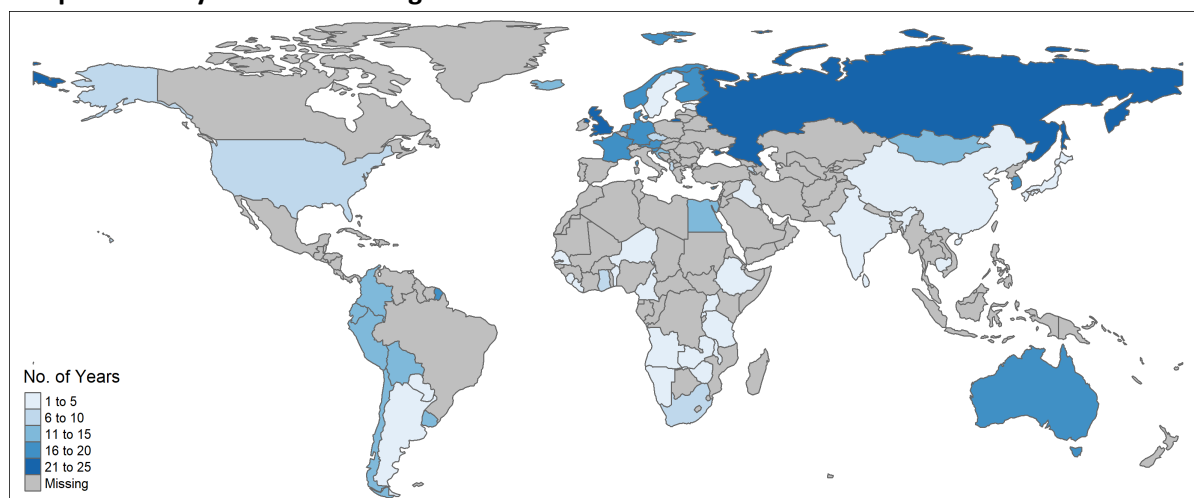 No. of Years
1 to 5
6 to 10
11 to 15
16 to 20
21 to 25
Missing